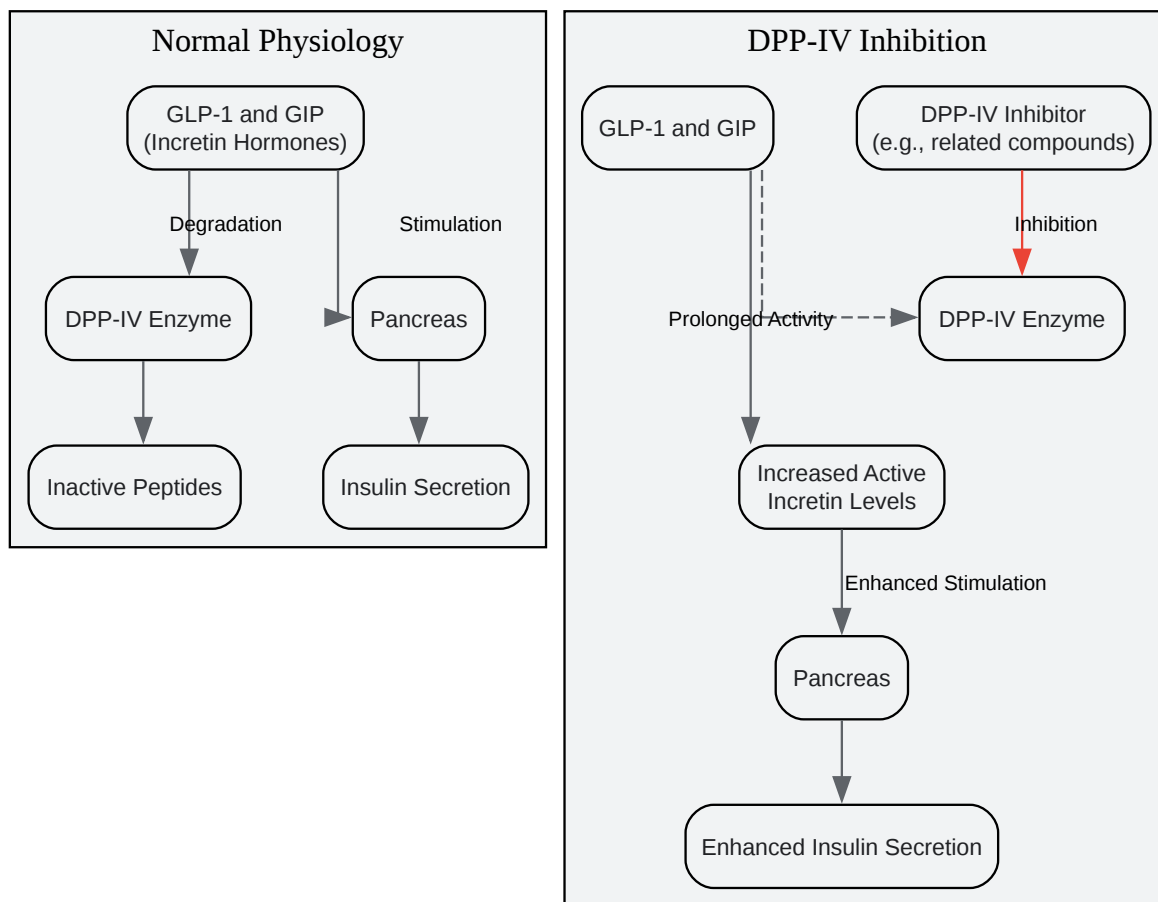 Normal Physiology
GLP-1 and GIP
(Incretin Hormones)
Degradation
Stimulation
DPP-IV Enzyme
Pancreas
Inactive Peptides
Insulin Secretion
DPP-IV Inhibition
GLP-1 and GIP
DPP-IV Inhibitor
(e.g., related compounds)
Inhibition
Prolonged Activity
DPP-IV Enzyme
Increased Active
Incretin Levels
Enhanced Stimulation
Pancreas
Enhanced Insulin Secretion